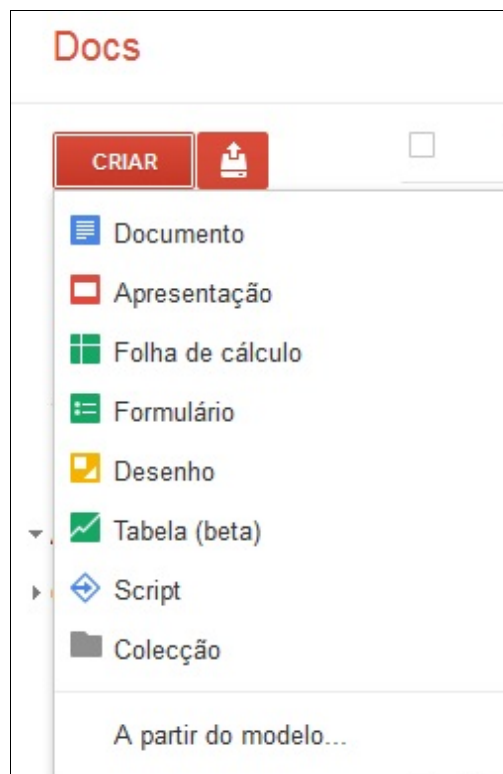 Docs
CRIAR
Documento
Apresentação
Folha de cálculo
Formulário
Desenho
Tabela (beta)
Script
Colecção
A partir do modelo...